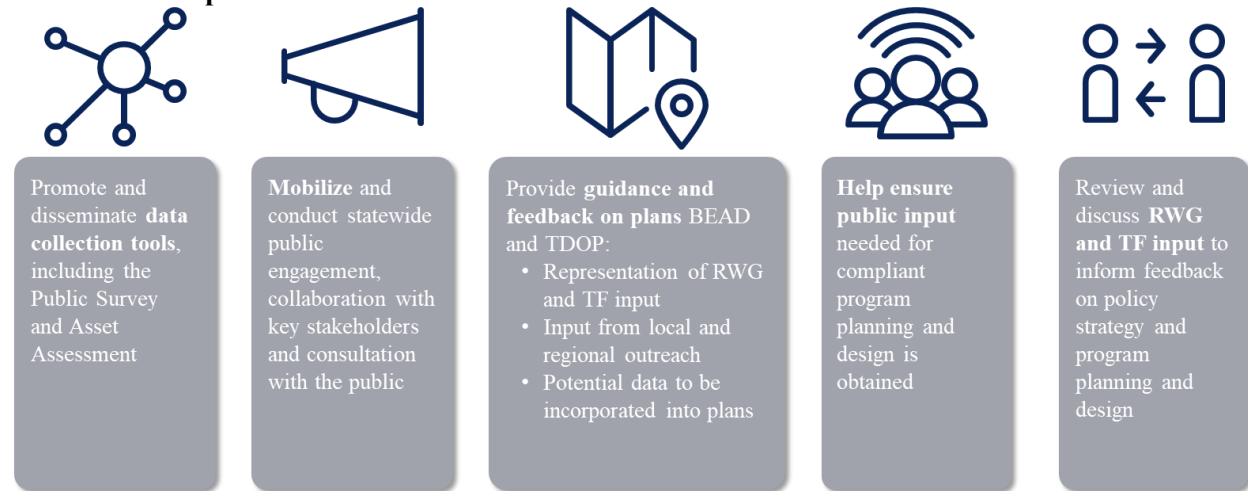 Promote and
disseminate data
collection tools,
including the
Public Survey
and Asset
Assessment
Mobilize and
conduct statewide
public
engagement,
collaboration with
key stakeholders
and consultation
with the public
Provide guidance and
feedback on plans BEAD
and TDOP:
• Representation of RWG
and TF input
• Input from local and
regional outreach
• Potential data to be
incorporated into plans
Help ensure
public input
needed for
compliant
program
planning and
design is
obtained
Review and
discuss RWG
and TF input to
inform feedback
on policy
strategy and
program
planning and
design